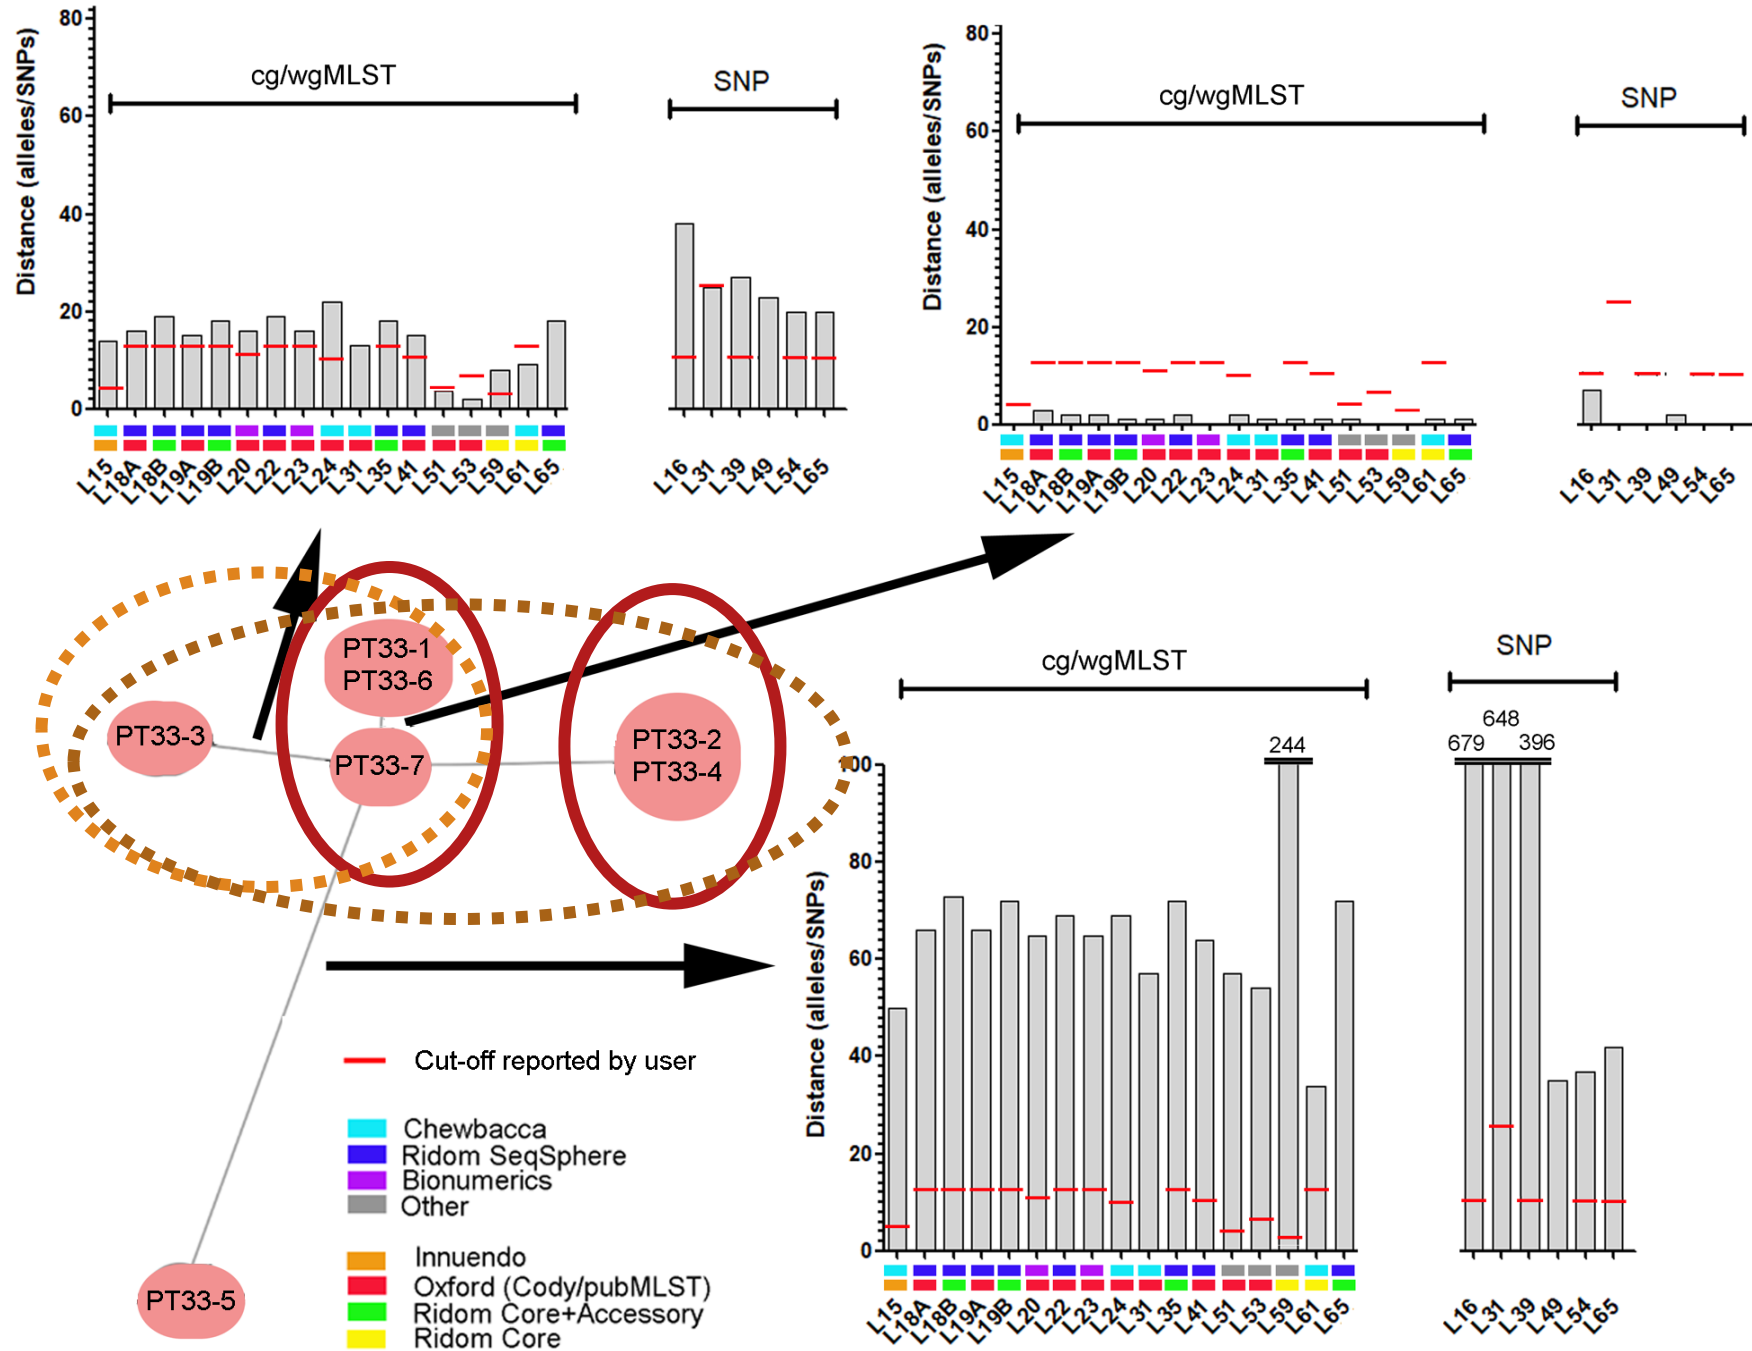 Distance (alleles/SNPs)
80
60
40
20
0
cg/wgMLST
SNP
L15
L18A
L18B
L19A
L19B
L20
L22
L23
L24
L31
L35
L41
L51
L53
L59
L61
L65
L16
L31
L39
L49
L54
L65
Distance (alleles/SNPs)
80
60
40
20
0
cg/wgMLST
SNP
L15
L18A
L18B
L19A
L19B
L20
L22
L23
L24
L31
L35
L41
L51
L53
L59
L61
L65
L16
L31
L39
L49
L54
L65
PT33-1
PT33-6
PT33-3
PT33-7
PT33-2
PT33-4
PT33-5
Cut-off reported by user
Chewbacca
Ridom SeqSphere
Bionumerics
Other
Innuendo
Oxford (Cody/pubMLST)
Ridom Core+Accessory
Ridom Core
Distance (alleles/SNPs)
100
80
60
40
20
0
cg/wgMLST
SNP
244
648
679 396
L15
L18A
L18B
L19A
L19B
L20
L22
L23
L24
L31
L35
L41
L51
L53
L59
L61
L65
L16
L31
L39
L49
L54
L65